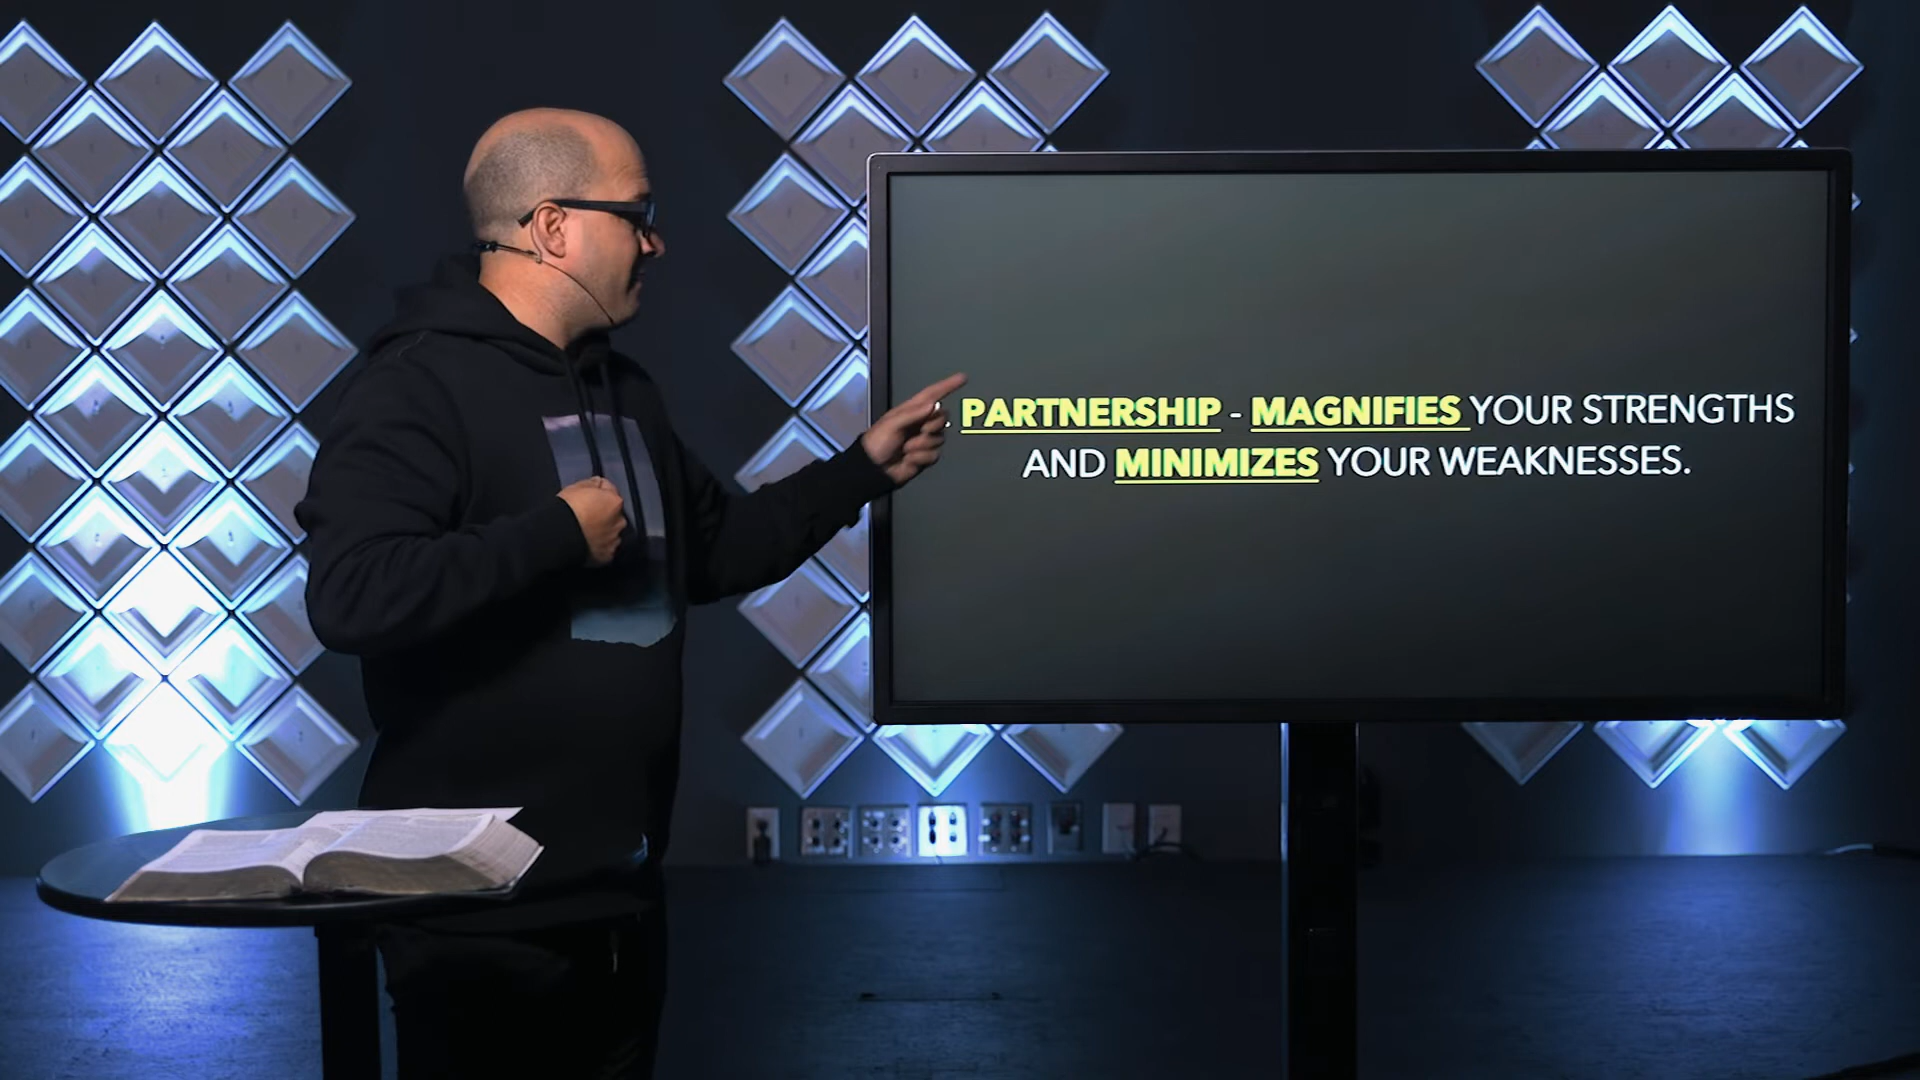 . PARTNERSHIP - MAGNIFIES YOUR STRENGTHS
AND MINIMIZES YOUR WEAKNESSES.